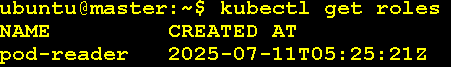 ubuntu@master:~$ kubectl get roles
NAME         CREATED AT
pod-reader   2025-07-11T05:25:21Z